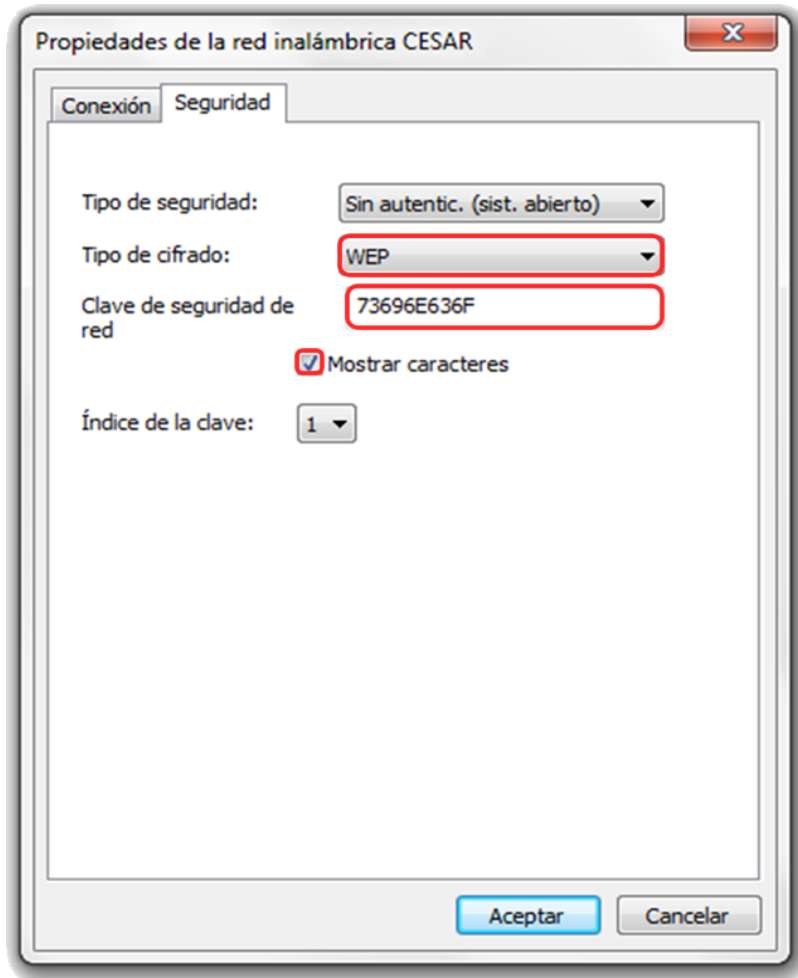 Propiedades de la red inalámbrica CESAR
Conexión
Seguridad
Tipo de seguridad: Sin autentic. (sist. abierto)
Tipo de cifrado: WEP
Clave de seguridad de 73696E636F
red
Mostrar caracteres
Índice de la clave: 1
Aceptar Cancelar